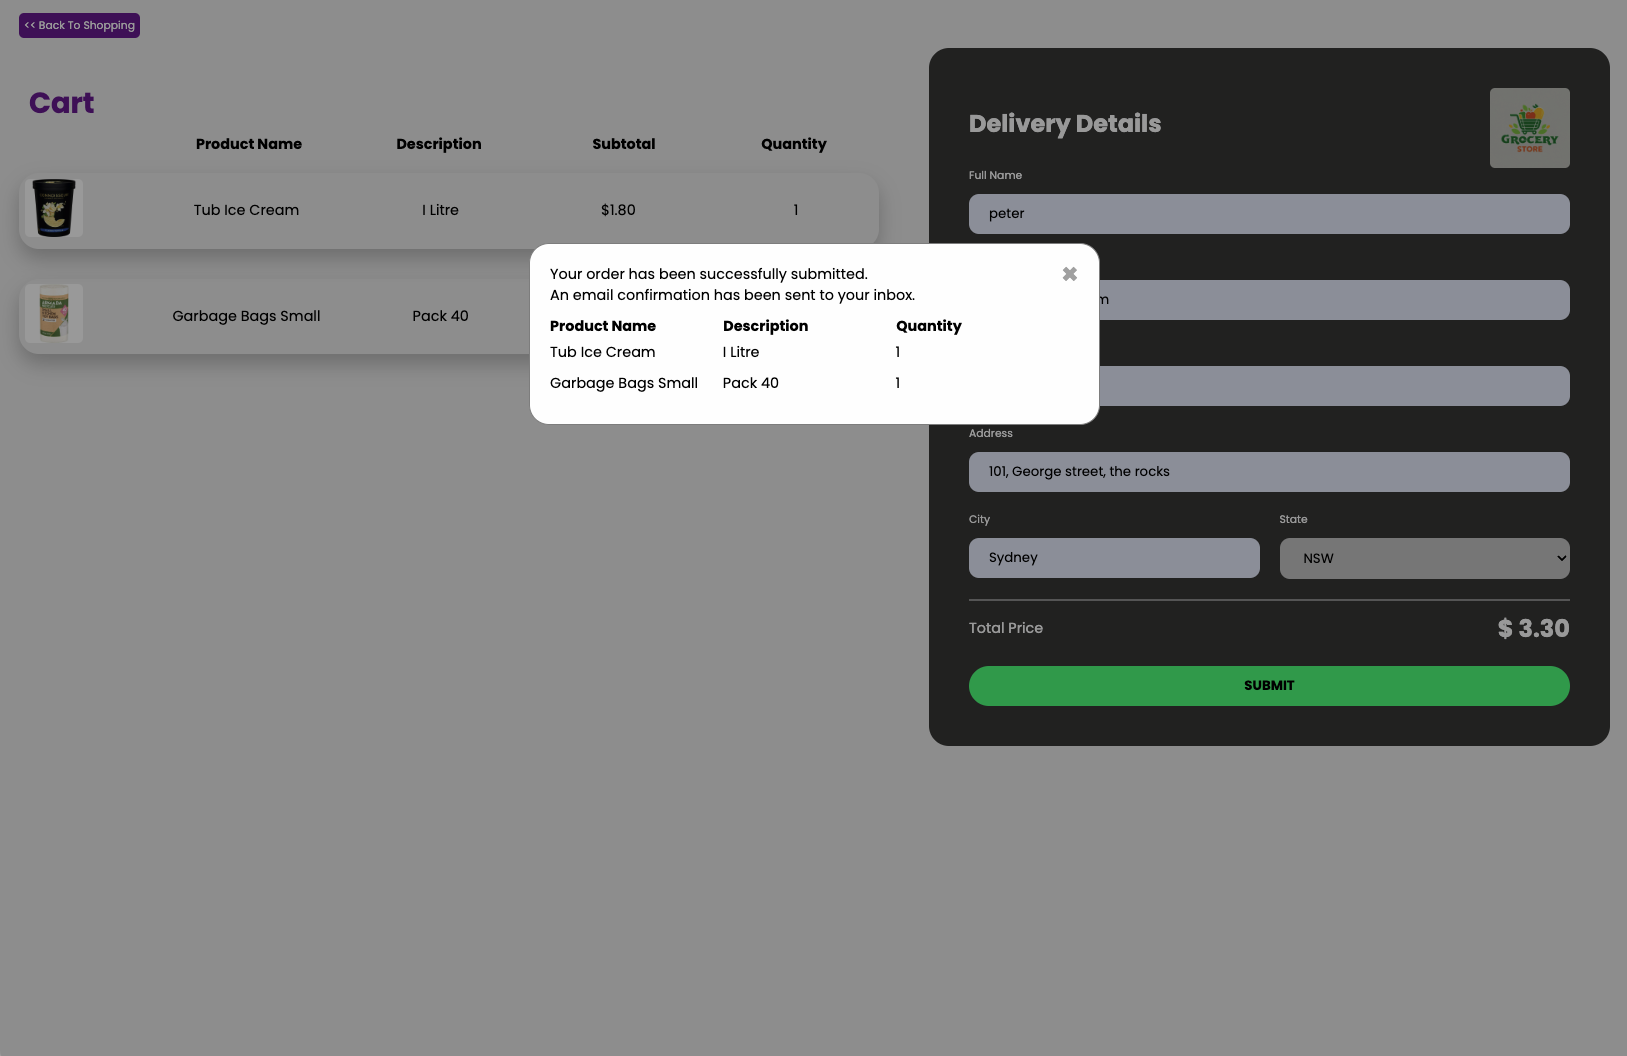 << Back To Shopping
Cart
Product Name Description Subtotal Quantity
Tub Ice Cream I Litre $1.80 1
Garbage Bags Small Pack 40
Your order has been successfully submitted. ✖
An email confirmation has been sent to your inbox.
Product Name Description Quantity
Tub Ice Cream I Litre 1
Garbage Bags Small Pack 40 1
Delivery Details
GROCERY
STORE
Full Name
peter
m
Address
101, George street, the rocks
City State
Sydney NSW
Total Price $ 3.30
SUBMIT